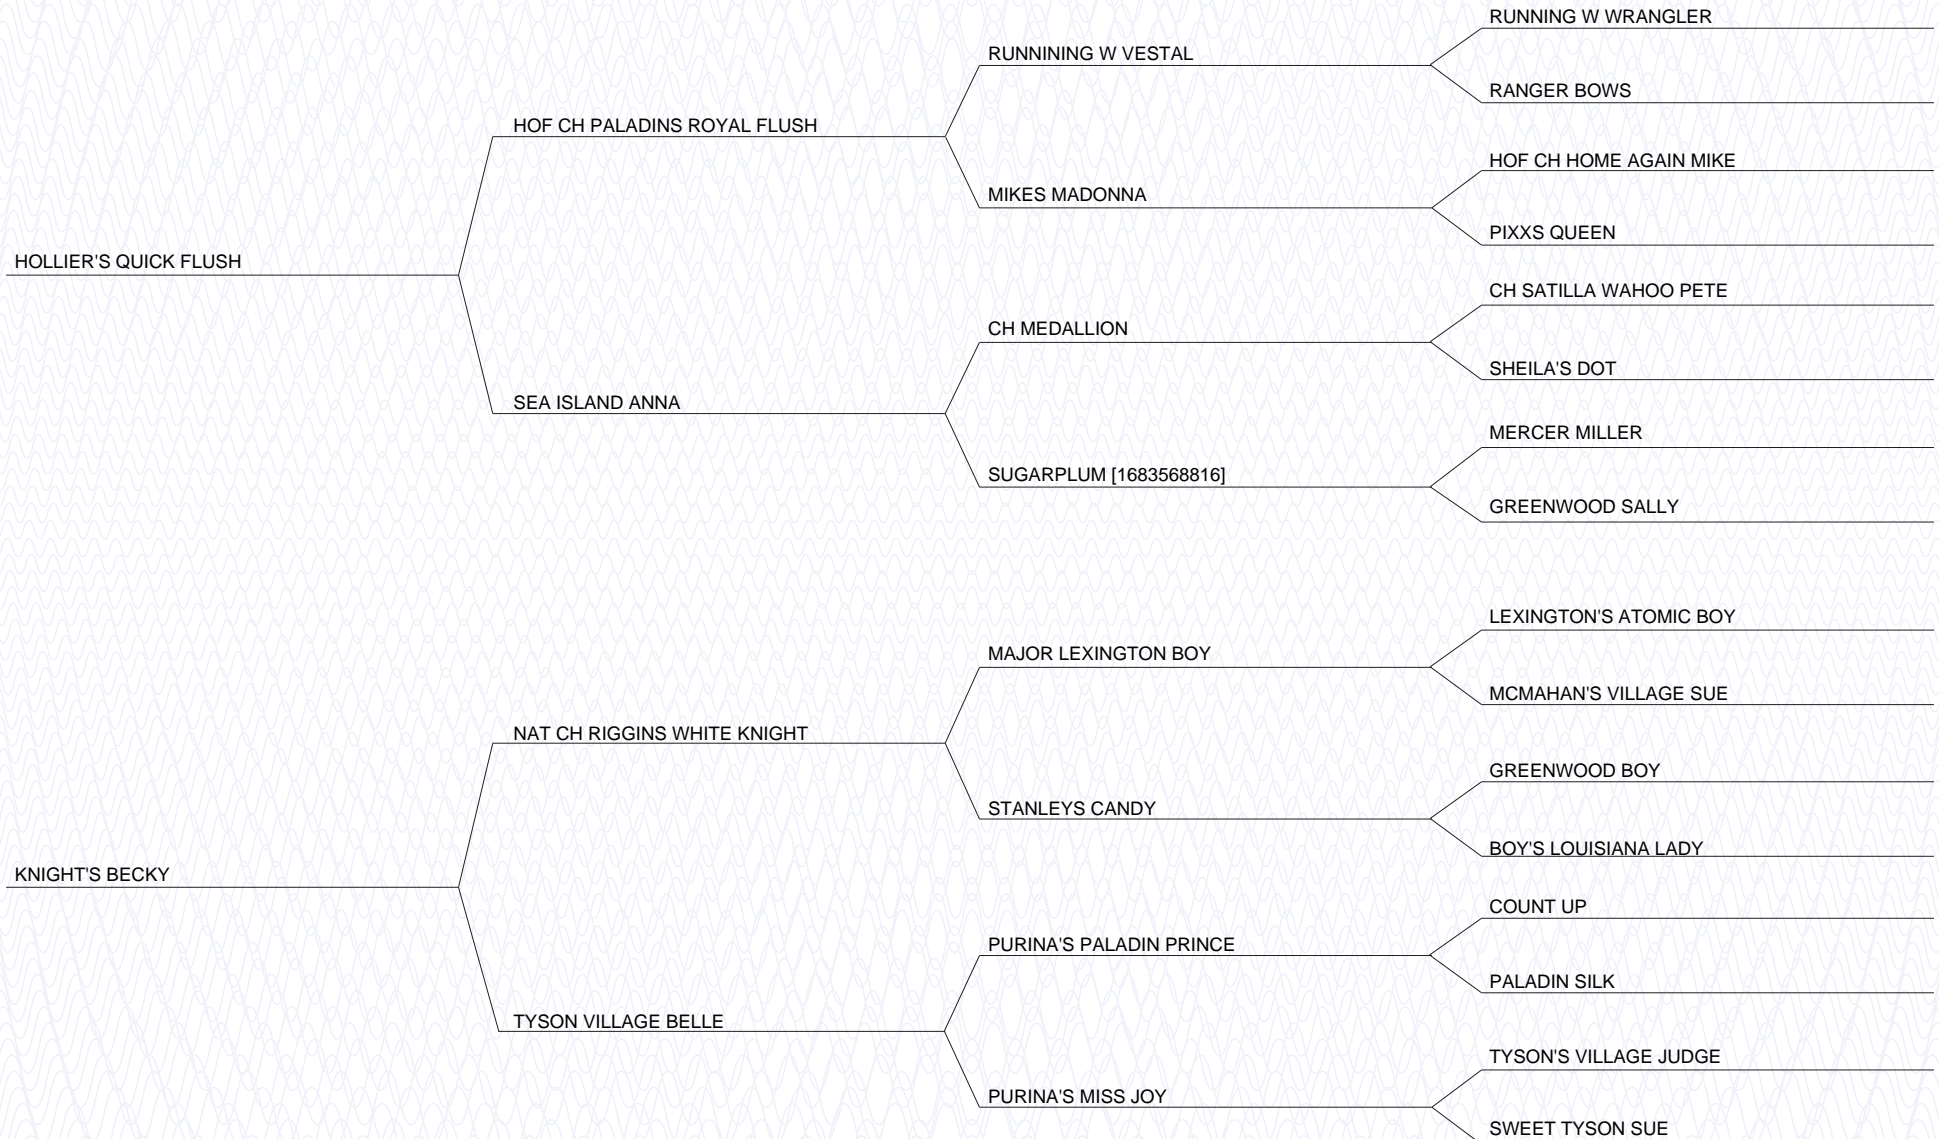 RUNNING W WRANGLER
RUNNINING W VESTAL
RANGER BOWS
HOF CH PALADINS ROYAL FLUSH
HOF CH HOME AGAIN MIKE
MIKES MADONNA
PIXXS QUEEN
HOLLIER'S QUICK FLUSH
CH SATILLA WAHOO PETE
CH MEDALLION
SHEILA'S DOT
SEA ISLAND ANNA
MERCER MILLER
SUGARPLUM [1683568816]
GREENWOOD SALLY
LEXINGTON'S ATOMIC BOY
MAJOR LEXINGTON BOY
MCMAHAN'S VILLAGE SUE
NAT CH RIGGINS WHITE KNIGHT
GREENWOOD BOY
STANLEYS CANDY
BOY'S LOUISIANA LADY
KNIGHT'S BECKY
COUNT UP
PURINA'S PALADIN PRINCE
PALADIN SILK
TYSON VILLAGE BELLE
TYSON'S VILLAGE JUDGE
PURINA'S MISS JOY
SWEET TYSON SUE